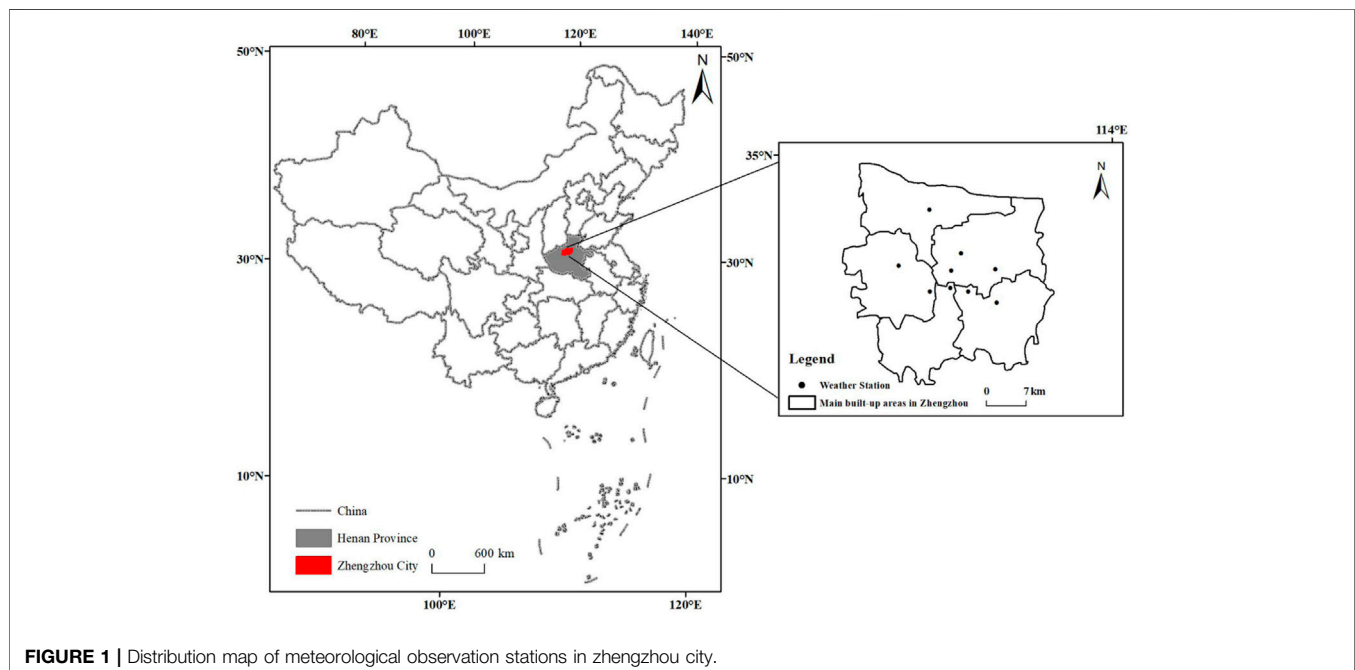 80°E 100°E 120°E 140°E
50°N
50°N
N
114°E
35°N
N
30°N
30°N
Legend
Weather Station
0 7 km
Main built-up areas in Zhengzhou
10°N
10°N
China
Henan Province
0 600 km
Zhengzhou City
100°E 120°E
FIGURE 1 | Distribution map of meteorological observation stations in zhengzhou city.